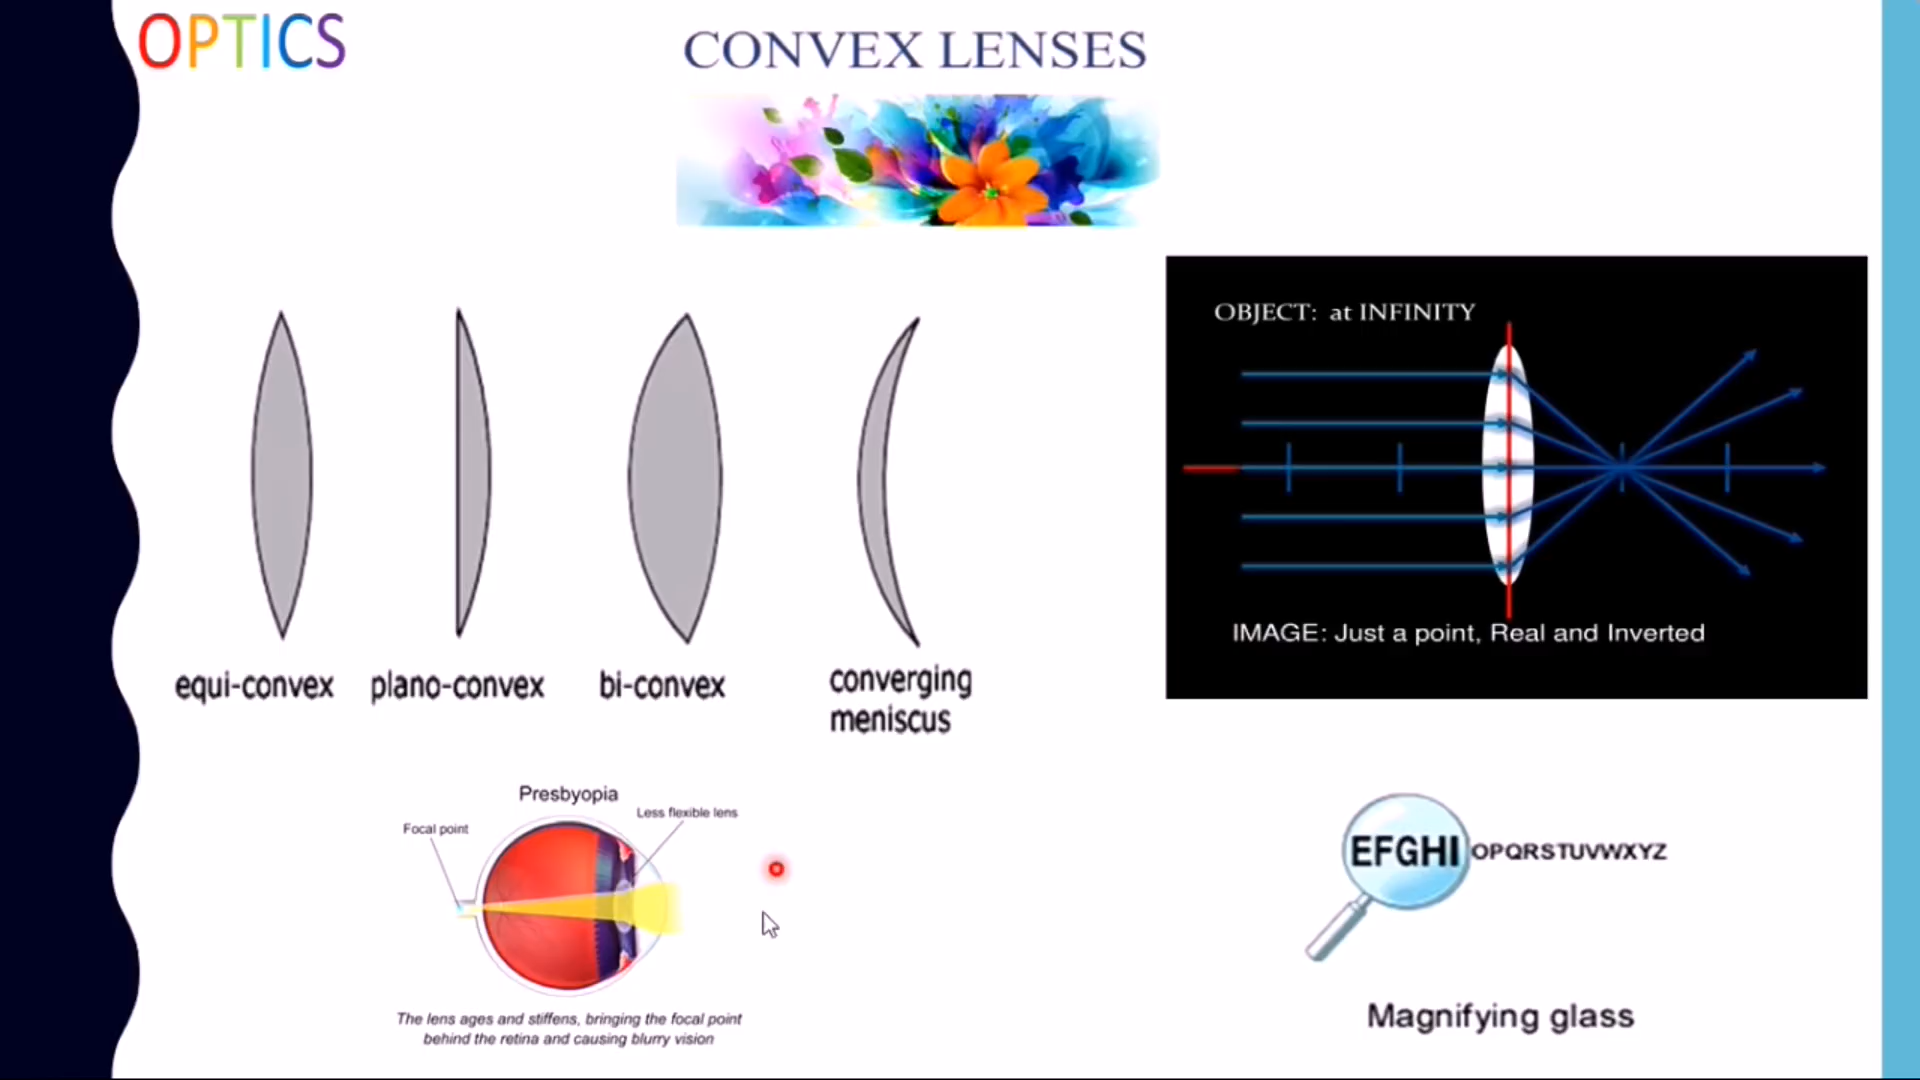 OPTICS
CONVEX LENSES
OBJECT: at INFINITY
IMAGE: Just a point, Real and Inverted
equi-convex
plano-convex
bi-convex
converging
meniscus
Presbyopia
Focal point
Less flexible lens
The lens ages and stiffens, bringing the focal point
behind the retina and causing blurry vision
EFGHI OPQRSTUVWXYZ
Magnifying glass